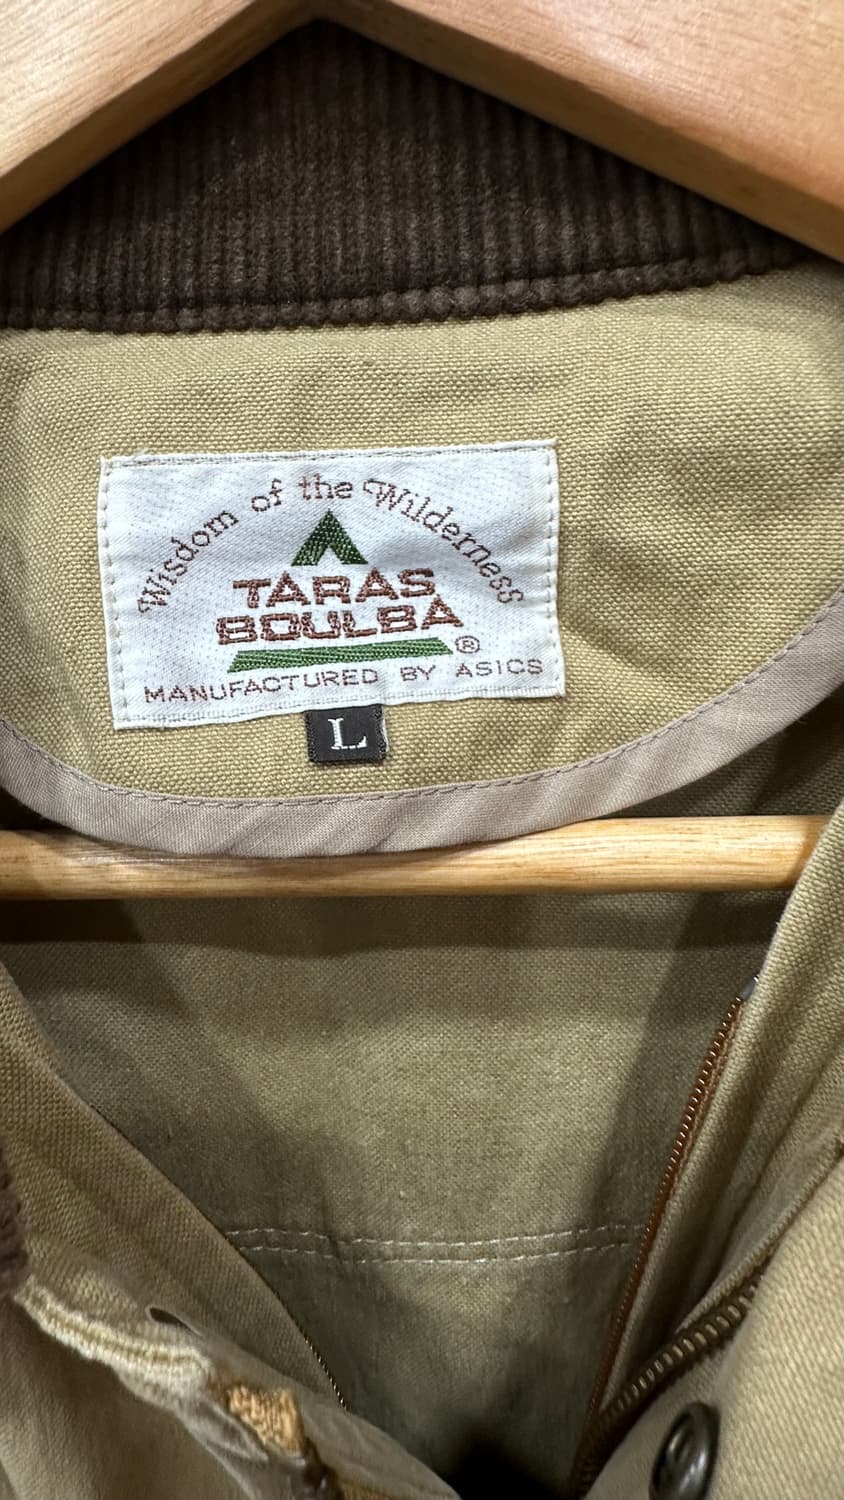 Wisdom of the Wilderness
TARAS
BOULBA®
MANUFACTURED BY ASICS
L